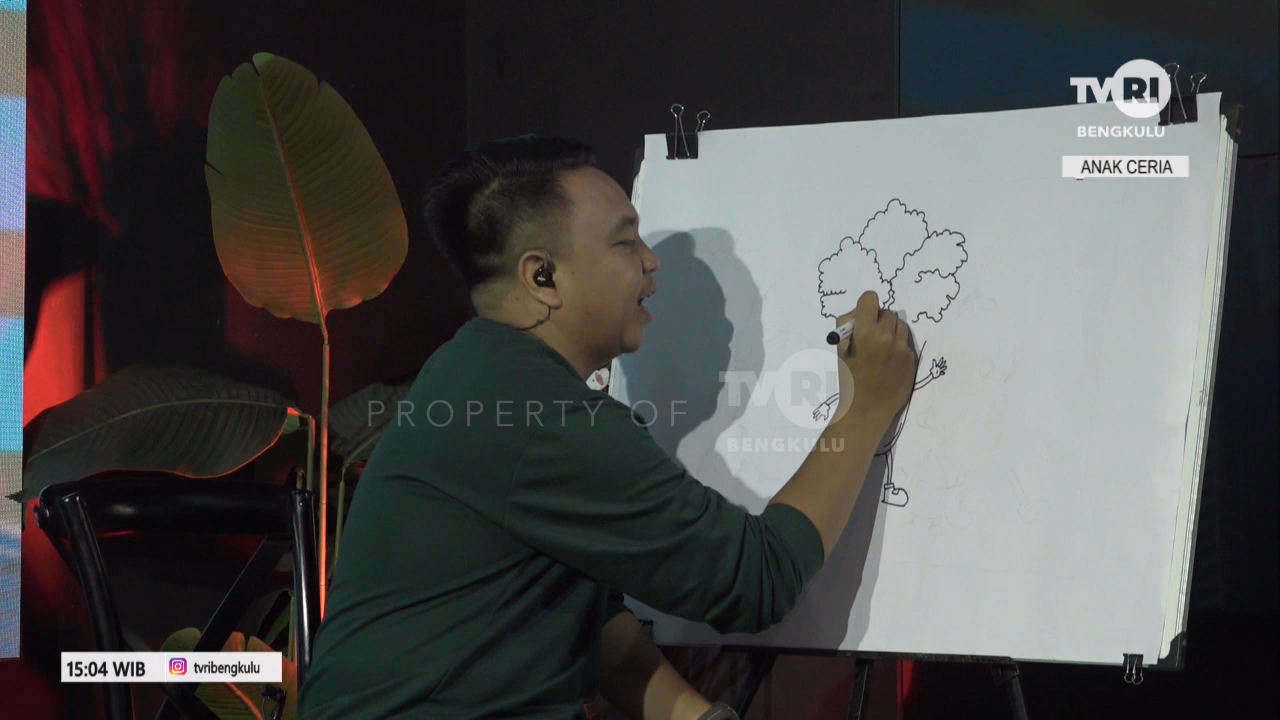 TVRI
BENGKULU
ANAK CERIA
PROPERTY OF TVRI
BENGKULU
15:04 WIB tvribengkulu